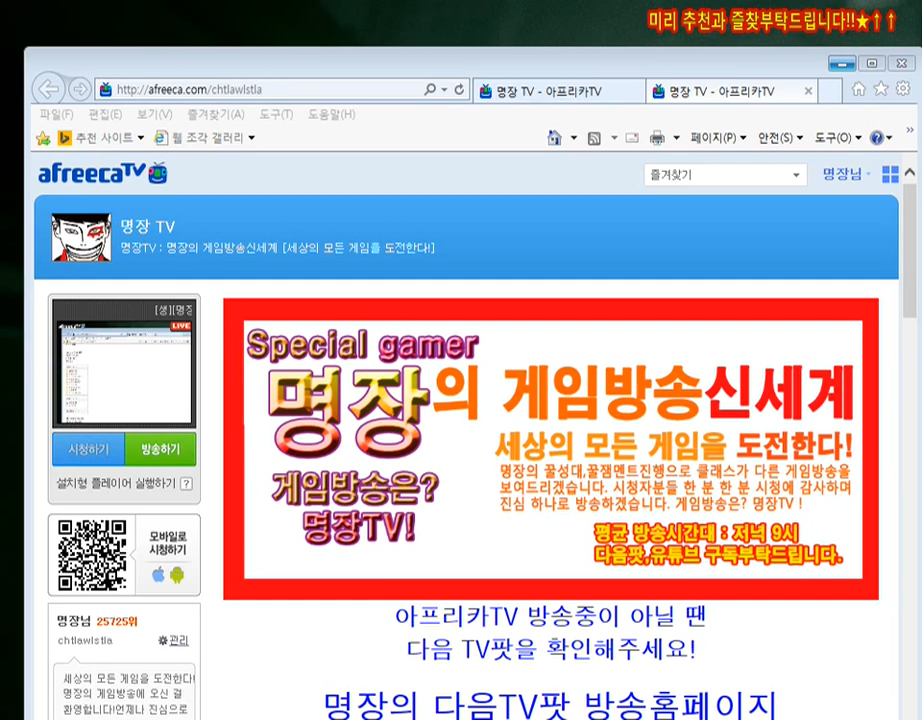 미리 추천과 즐찾부탁드립니다!!★↑↑
http://afreeca.com/chtlawlstla
명장 TV - 아프리카TV
명장 TV - 아프리카TV
파일(F) 편집(E) 보기(V) 즐겨찾기(A) 도구(T) 도움말(H)
추천 사이트 웹 조각 갤러리
페이지(P) 안전(S) 도구(O)
afreecaTV
즐겨찾기
명장님
명장 TV
명장TV : 명장의 게임방송신세계 [세상의 모든 게임을 도전한다!]
[생][명장
LIVE
시청하기
방송하기
설치형 플레이어 실행하기 ?
모바일로
시청하기
명장님 25725위
chtlawlstla
관리
세상의 모든 게임을 도전한다!
명장의 게임방송에 오신 걸
환영합니다!언제나 진심으로
Special gamer
명장의 게임방송신세계
세상의 모든 게임을 도전한다!
명장의 꿀성대,꿀잼멘트진행으로 클래스가 다른 게임방송을
보여드리겠습니다. 시청자분들 한 분 한 분 시청에 감사하며
진심 하나로 방송하겠습니다. 게임방송은? 명장TV !
게임방송은?
명장TV!
평균 방송시간대 : 저녁 9시
다음팟,유튜브 구독부탁드립니다.
아프리카TV 방송중이 아닐 땐
다음 TV팟을 확인해주세요!
명장의 다음TV팟 방송홈페이지